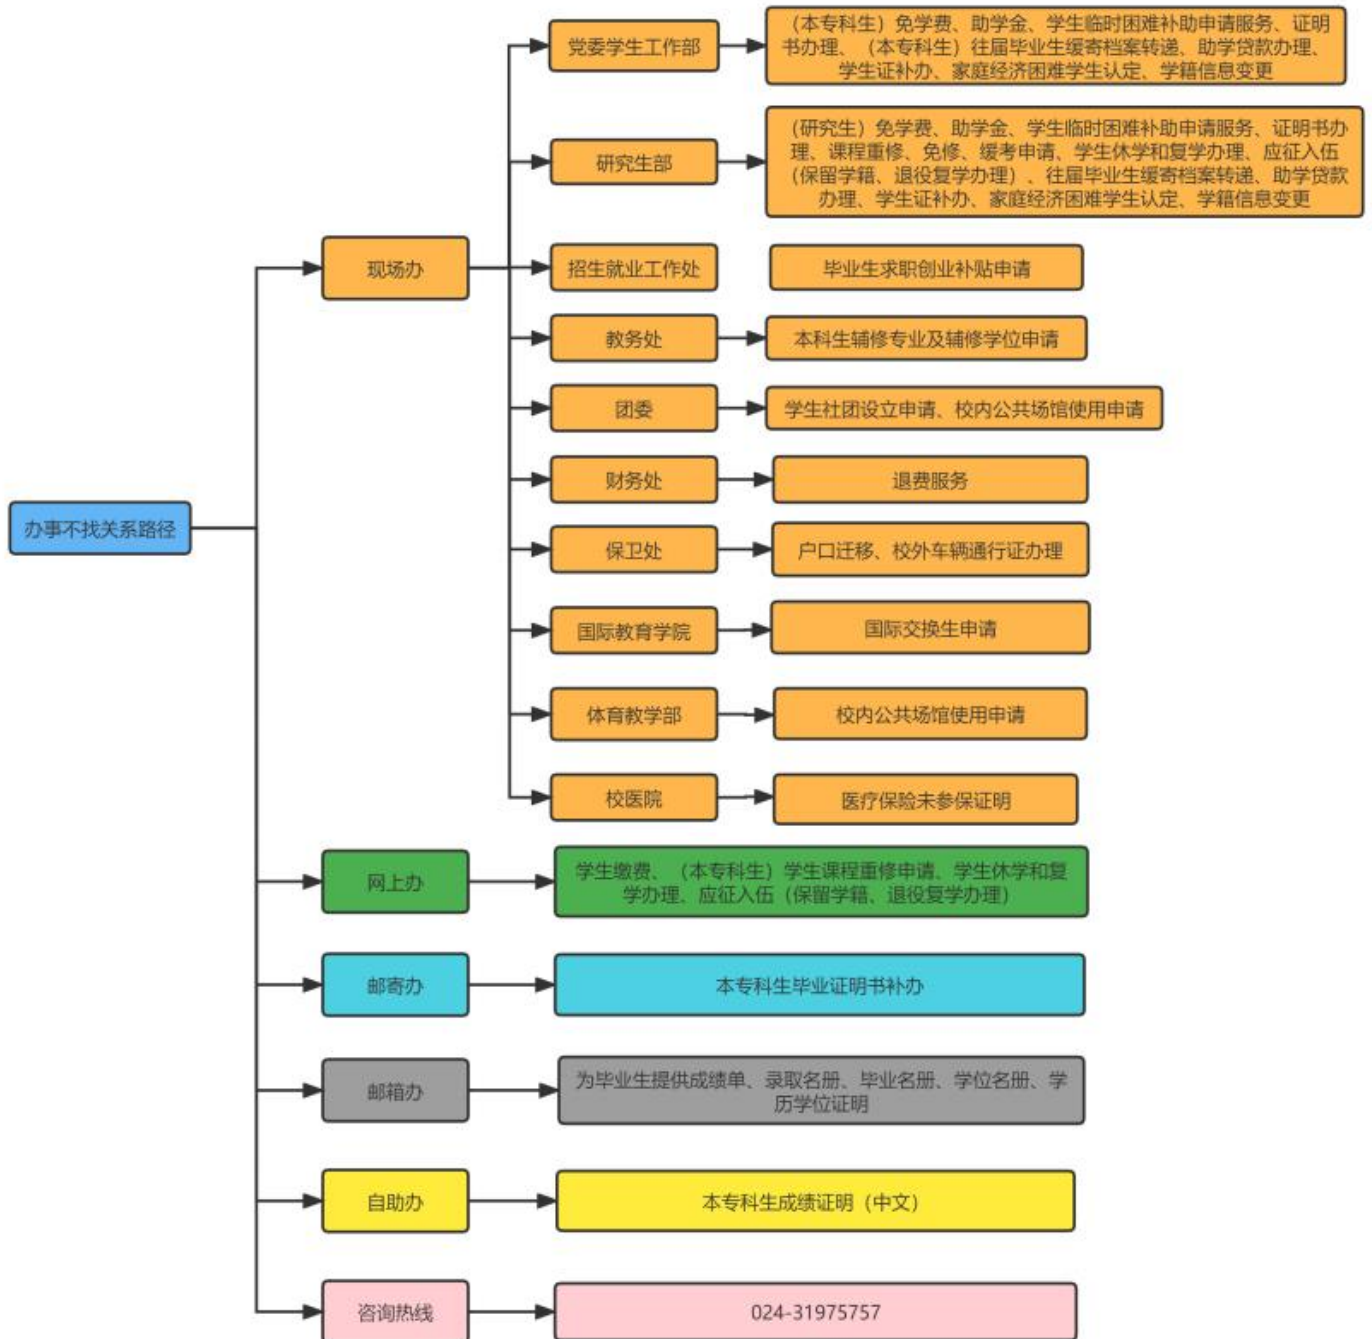 办事不找关系路径
现场办
党委学生工作部
（本专科生）免学费、助学金、学生临时困难补助申请服务、证明
书办理、（本专科生）往届毕业生缓寄档案转递、助学贷款办理、
学生证补办、家庭经济困难学生认定、学籍信息变更
研究生部
（研究生）免学费、助学金、学生临时困难补助申请服务、证明书办
理、课程重修、免修、缓考申请、学生休学和复学办理、应征入伍
（保留学籍、退役复学办理）、往届毕业生缓寄档案转递、助学贷款
办理、学生证补办、家庭经济困难学生认定、学籍信息变更
招生就业工作处
毕业生求职创业补贴申请
教务处
本科生辅修专业及辅修学位申请
团委
学生社团设立申请、校内公共场馆使用申请
财务处
退费服务
保卫处
户口迁移、校外车辆通行证办理
国际教育学院
国际交换生申请
体育教学部
校内公共场馆使用申请
校医院
医疗保险未参保证明
网上办
学生缴费、（本专科生）学生课程重修申请、学生休学和复
学办理、应征入伍（保留学籍、退役复学办理）
邮寄办
本专科生毕业证明书补办
邮箱办
为毕业生提供成绩单、录取名册、毕业名册、学位名册、学
历学位证明
自助办
本专科生成绩证明（中文）
咨询热线
024-31975757